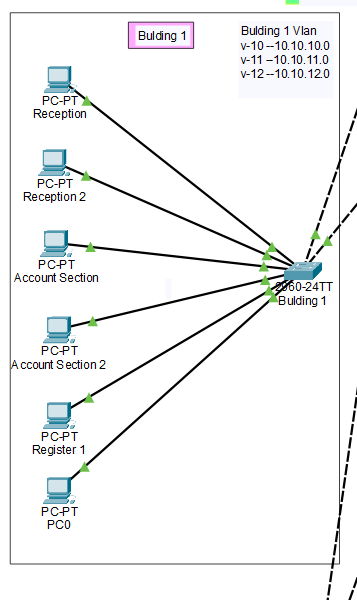 Bulding 1
Bulding 1 Vlan
v-10 --10.10.10.0
v-11 --10.10.11.0
v-12 --10.10.12.0
PC-PT
Reception
PC-PT
Reception 2
PC-PT
Account Section
2960-24TT
Bulding 1
PC-PT
Account Section 2
PC-PT
Register 1
PC-PT
PC0